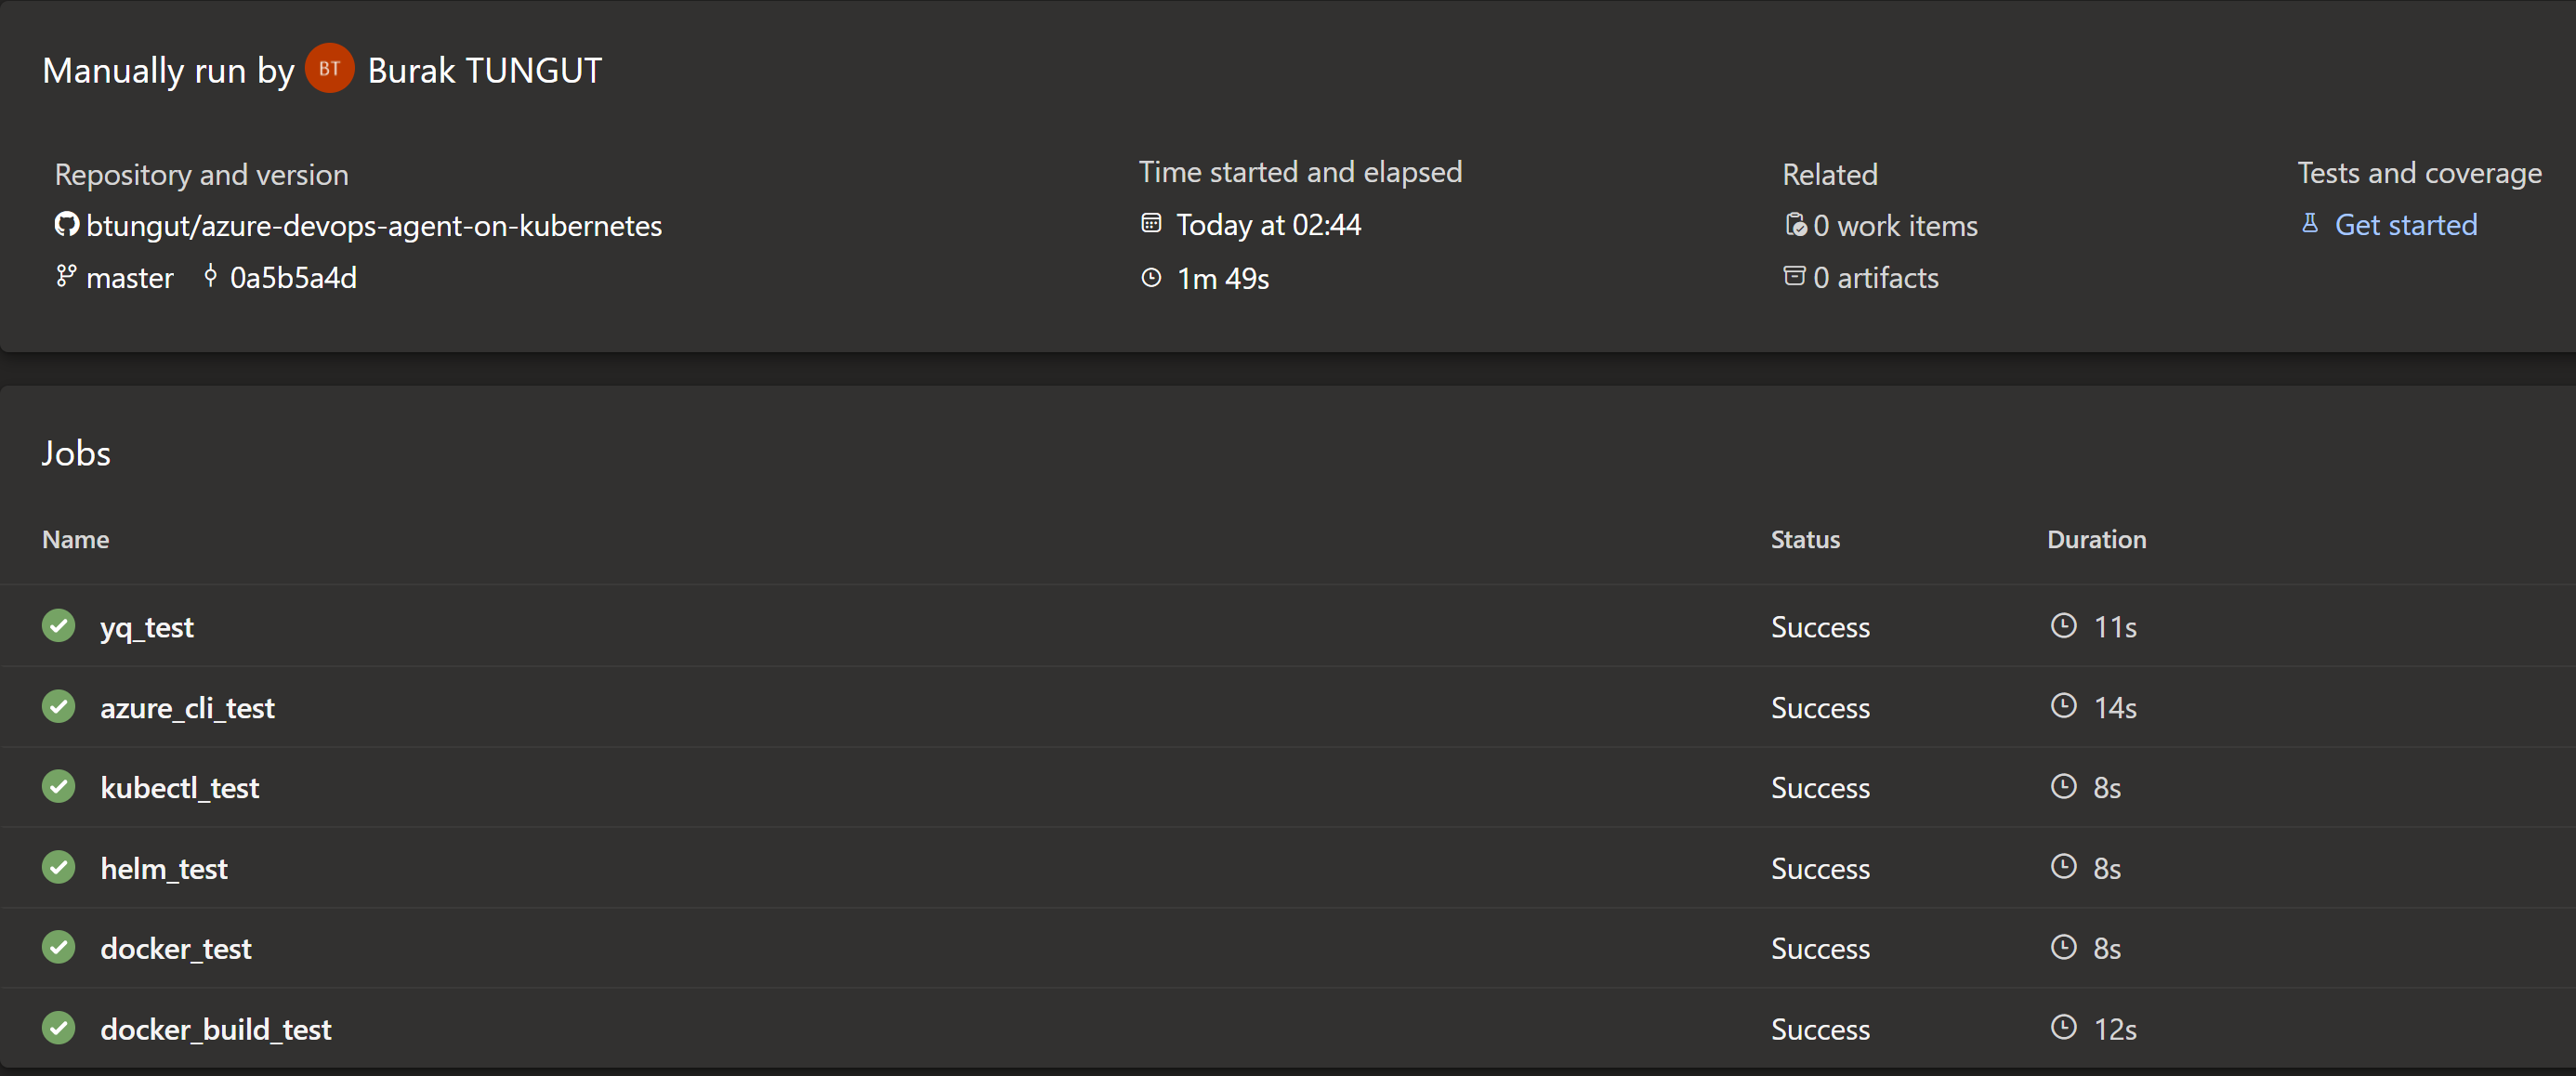 Manually run by BT Burak TUNGUT
Repository and version
btungut/azure-devops-agent-on-kubernetes
master 0a5b5a4d
Time started and elapsed
Today at 02:44
1m 49s
Related
0 work items
0 artifacts
Tests and coverage
Get started
Jobs
Name Status Duration
yq_test Success 11s
azure_cli_test Success 14s
kubectl_test Success 8s
helm_test Success 8s
docker_test Success 8s
docker_build_test Success 12s